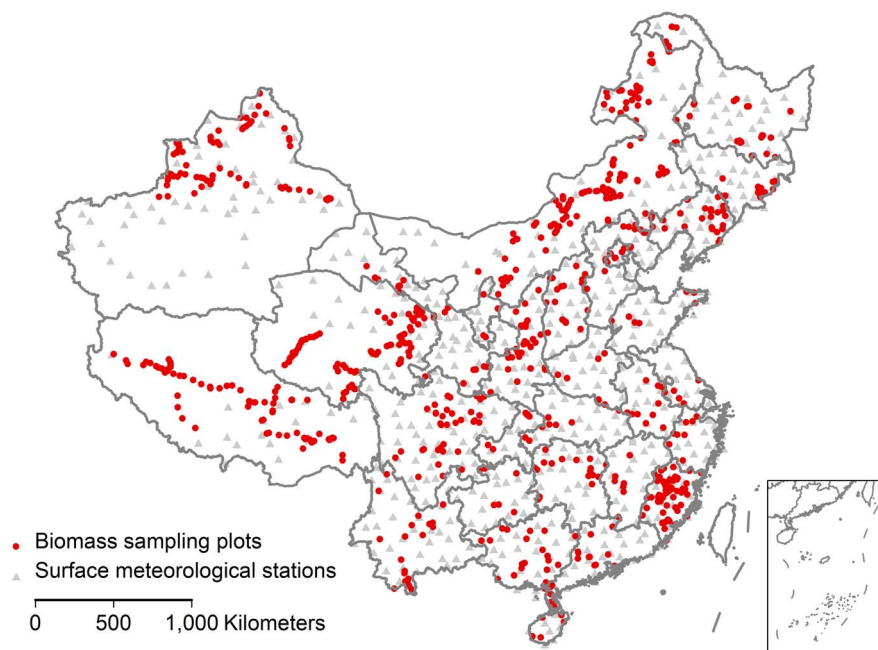 Biomass sampling plots
Surface meteorological stations
0 500 1,000 Kilometers